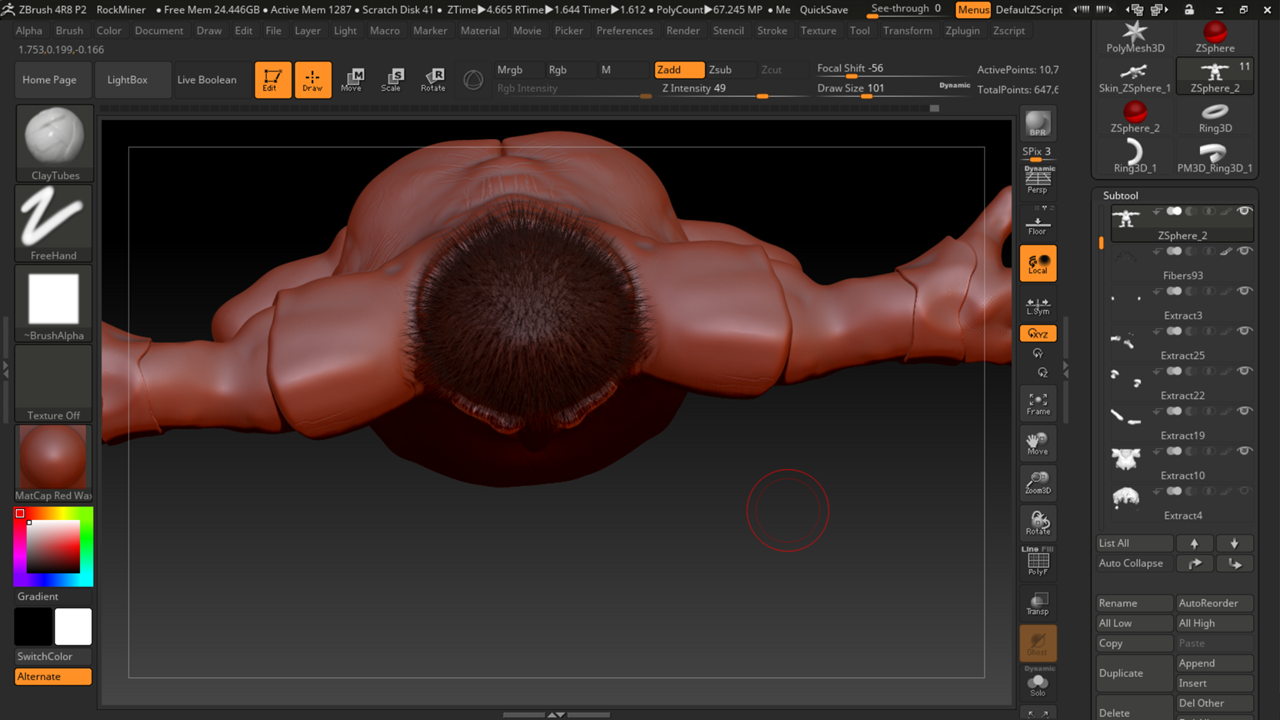 ZBrush 4R8 P2 RockMiner • Free Mem 24.446GB • Active Mem 1287 • Scratch Disk 41 • ZTime▶4.665 RTime▶1.644 Timer▶1.612 • PolyCount▶67.245 MP • Me QuickSave See-through 0 Menus DefaultZScript
Alpha Brush Color Document Draw Edit File Layer Light Macro Marker Material Movie Picker Preferences Render Stencil Stroke Texture Tool Transform Zplugin Zscript
1.753,0.199,-0.166
Home Page LightBox Live Boolean Edit Draw Move Scale Rotate
M S R
Mrgb Rgb M Zadd Zsub Zcut Focal Shift -56 ActivePoints: 10,7
Rgb Intensity Z Intensity 49 Draw Size 101 Dynamic TotalPoints: 647,6
ClayTubes
FreeHand
~BrushAlpha
Texture Off
MatCap Red Wax
Gradient
SwitchColor
Alternate
BPR
SPix 3
Dynamic
Persp
Floor
Local
L.Sym
XYZ
Frame
Move
Zoom3D
Rotate
Line Fill
PolyF
Transp
Ghost
Dynamic
Solo
PolyMesh3D ZSphere
11
Skin_ZSphere_1 ZSphere_2
ZSphere_2 Ring3D
Ring3D_1 PM3D_Ring3D_1
Subtool
ZSphere_2
Fibers93
Extract3
Extract25
Extract22
Extract19
Extract10
Extract4
List All
Auto Collapse
Rename AutoReorder
All Low All High
Copy Paste
Duplicate Append
Insert
Delete Del Other